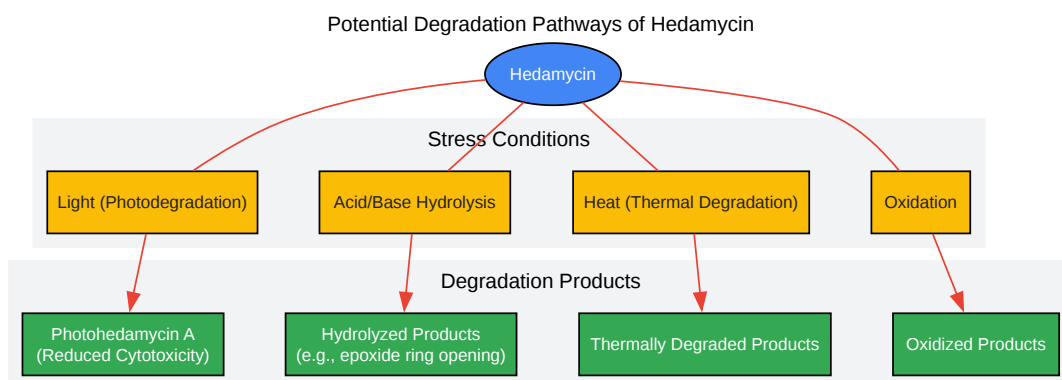 Potential Degradation Pathways of Hedamycin
Hedamycin
Stress Conditions
Light (Photodegradation)
Acid/Base Hydrolysis
Heat (Thermal Degradation)
Oxidation
Degradation Products
Photohedamycin A
(Reduced Cytotoxicity)
Hydrolyzed Products
(e.g., epoxide ring opening)
Thermally Degraded Products
Oxidized Products